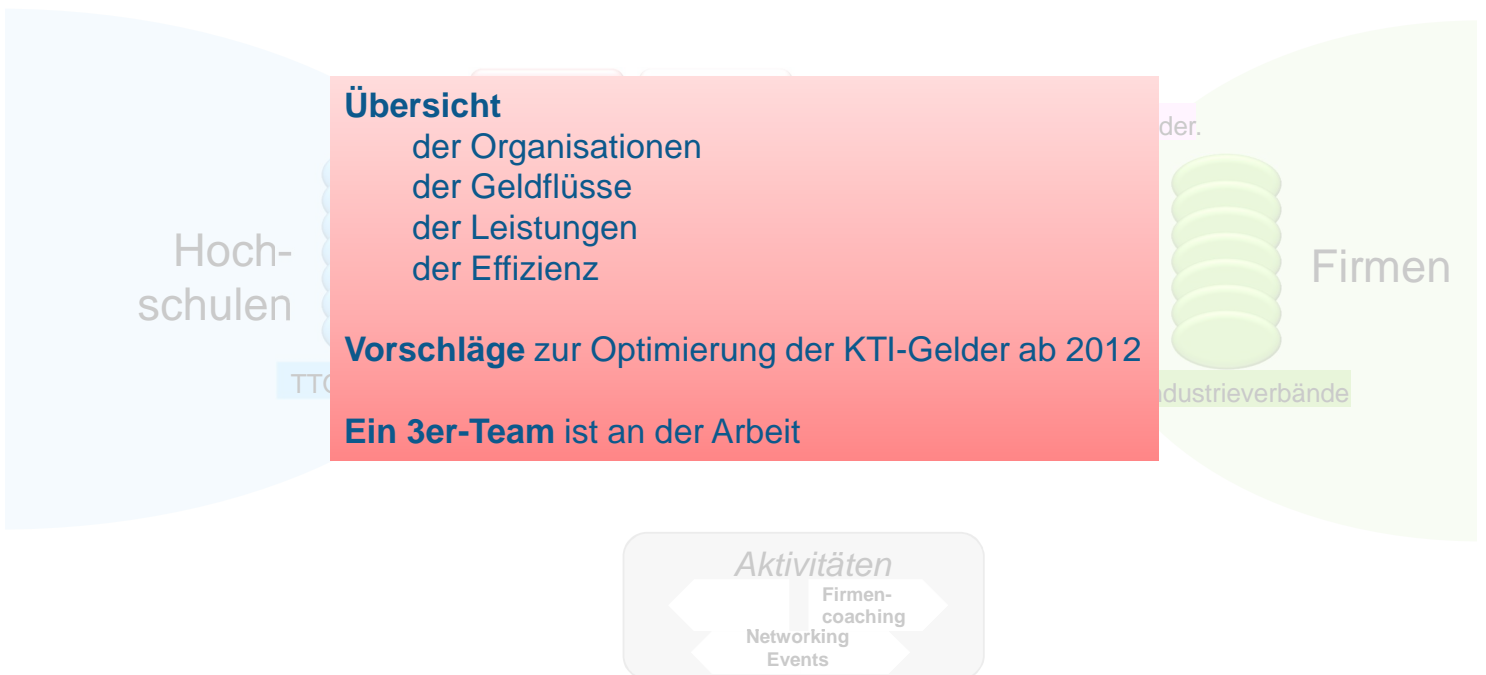 Übersicht
der Organisationen
der Geldflüsse
der Leistungen
der Effizienz
Vorschläge zur Optimierung der KTI-Gelder ab 2012
Ein 3er-Team ist an der Arbeit
Hoch-
schulen
Firmen
Aktivitäten
Firmen-
coaching
Networking
Events